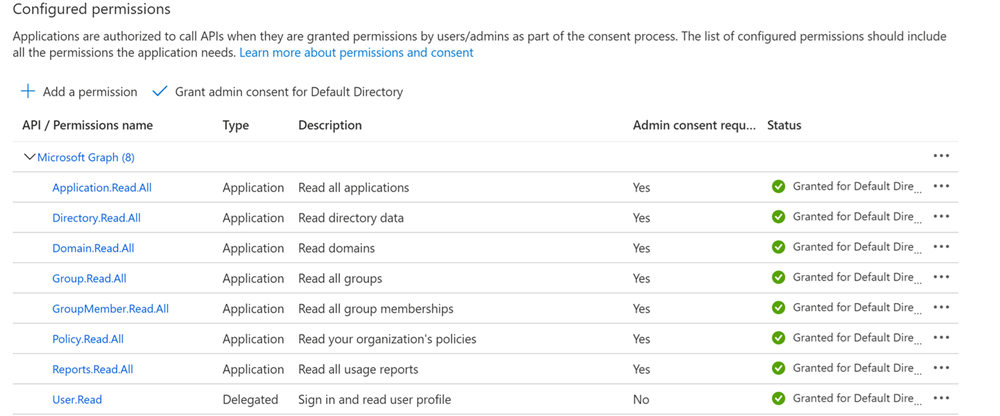 Configured permissions
Applications are authorized to call APIs when they are granted permissions by users/admins as part of the consent process. The list of configured permissions should include
all the permissions the application needs. Learn more about permissions and consent
Add a permission Grant admin consent for Default Directory
API / Permissions name Type Description Admin consent requ... Status
Microsoft Graph (8) ...
Application.Read.All Application Read all applications Yes Granted for Default Dire... ...
Directory.Read.All Application Read directory data Yes Granted for Default Dire... ...
Domain.Read.All Application Read domains Yes Granted for Default Dire... ...
Group.Read.All Application Read all groups Yes Granted for Default Dire... ...
GroupMember.Read.All Application Read all group memberships Yes Granted for Default Dire... ...
Policy.Read.All Application Read your organization's policies Yes Granted for Default Dire... ...
Reports.Read.All Application Read all usage reports Yes Granted for Default Dire... ...
User.Read Delegated Sign in and read user profile No Granted for Default Dire... ...